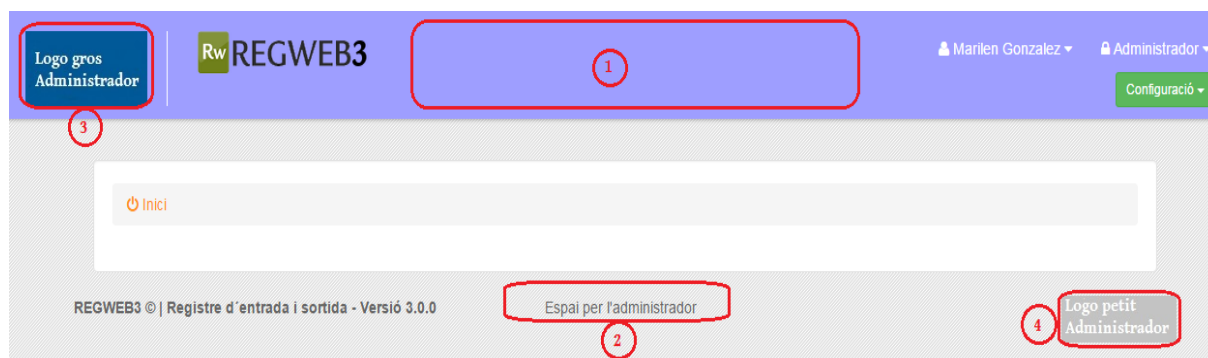 Logo gros
Administrador
Rw REGWEB3
1
Marilen Gonzalez
Administrador
Configuració
3
Inici
REGWEB3 © | Registre d´entrada i sortida - Versió 3.0.0
Espai per l'administrador
2
4
Logo petit
Administrador